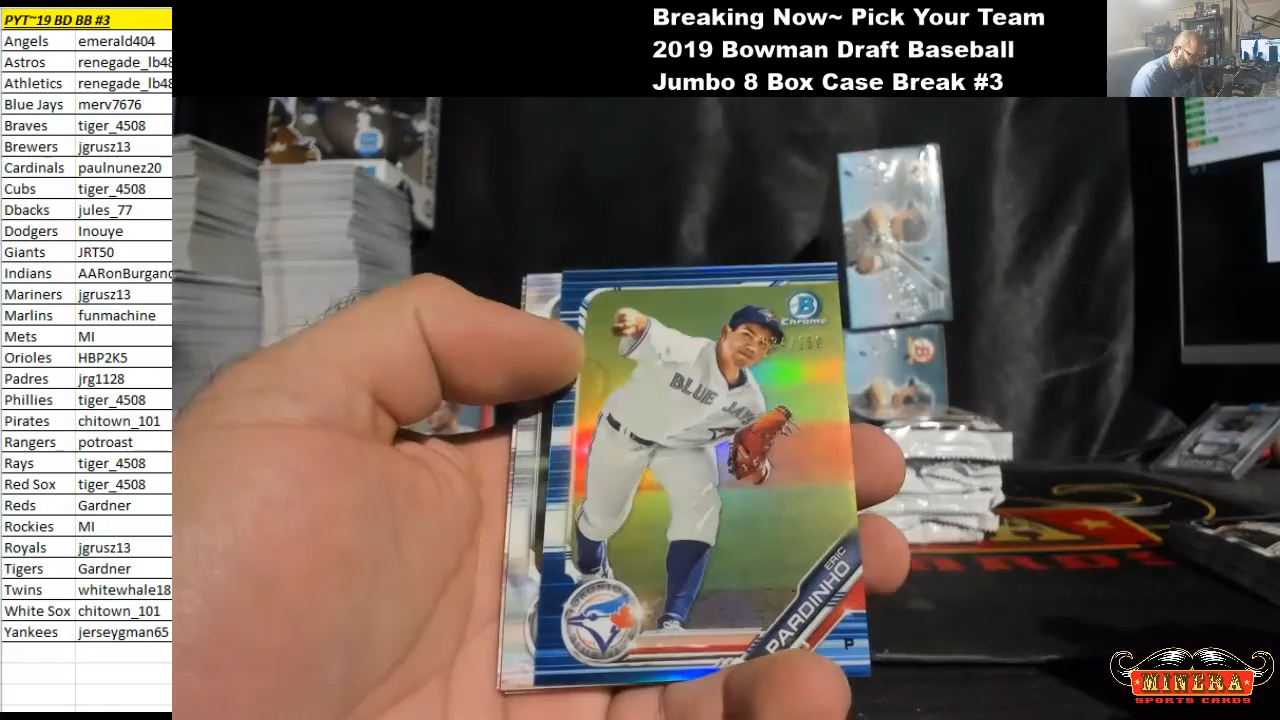 PYT~19 BD BB #3
Angels emerald404
Astros renegade_lb48
Athletics renegade_lb48
Blue Jays merv7676
Braves tiger_4508
Brewers jgrusz13
Cardinals paulnunez20
Cubs tiger_4508
Dbacks jules_77
Dodgers Inouye
Giants JRT50
Indians AARonBurgand
Mariners jgrusz13
Marlins funmachine
Mets MI
Orioles HBP2K5
Padres jrg1128
Phillies tiger_4508
Pirates chitown_101
Rangers potroast
Rays tiger_4508
Red Sox tiger_4508
Reds Gardner
Rockies MI
Royals jgrusz13
Tigers Gardner
Twins whitewhale18
White Sox chitown_101
Yankees jerseygman65
Breaking Now~ Pick Your Team
2019 Bowman Draft Baseball
Jumbo 8 Box Case Break #3
B
Chrome
BLUE JAYS
ERIC
PARDINHO
P
MINERA
SPORTS CARDS